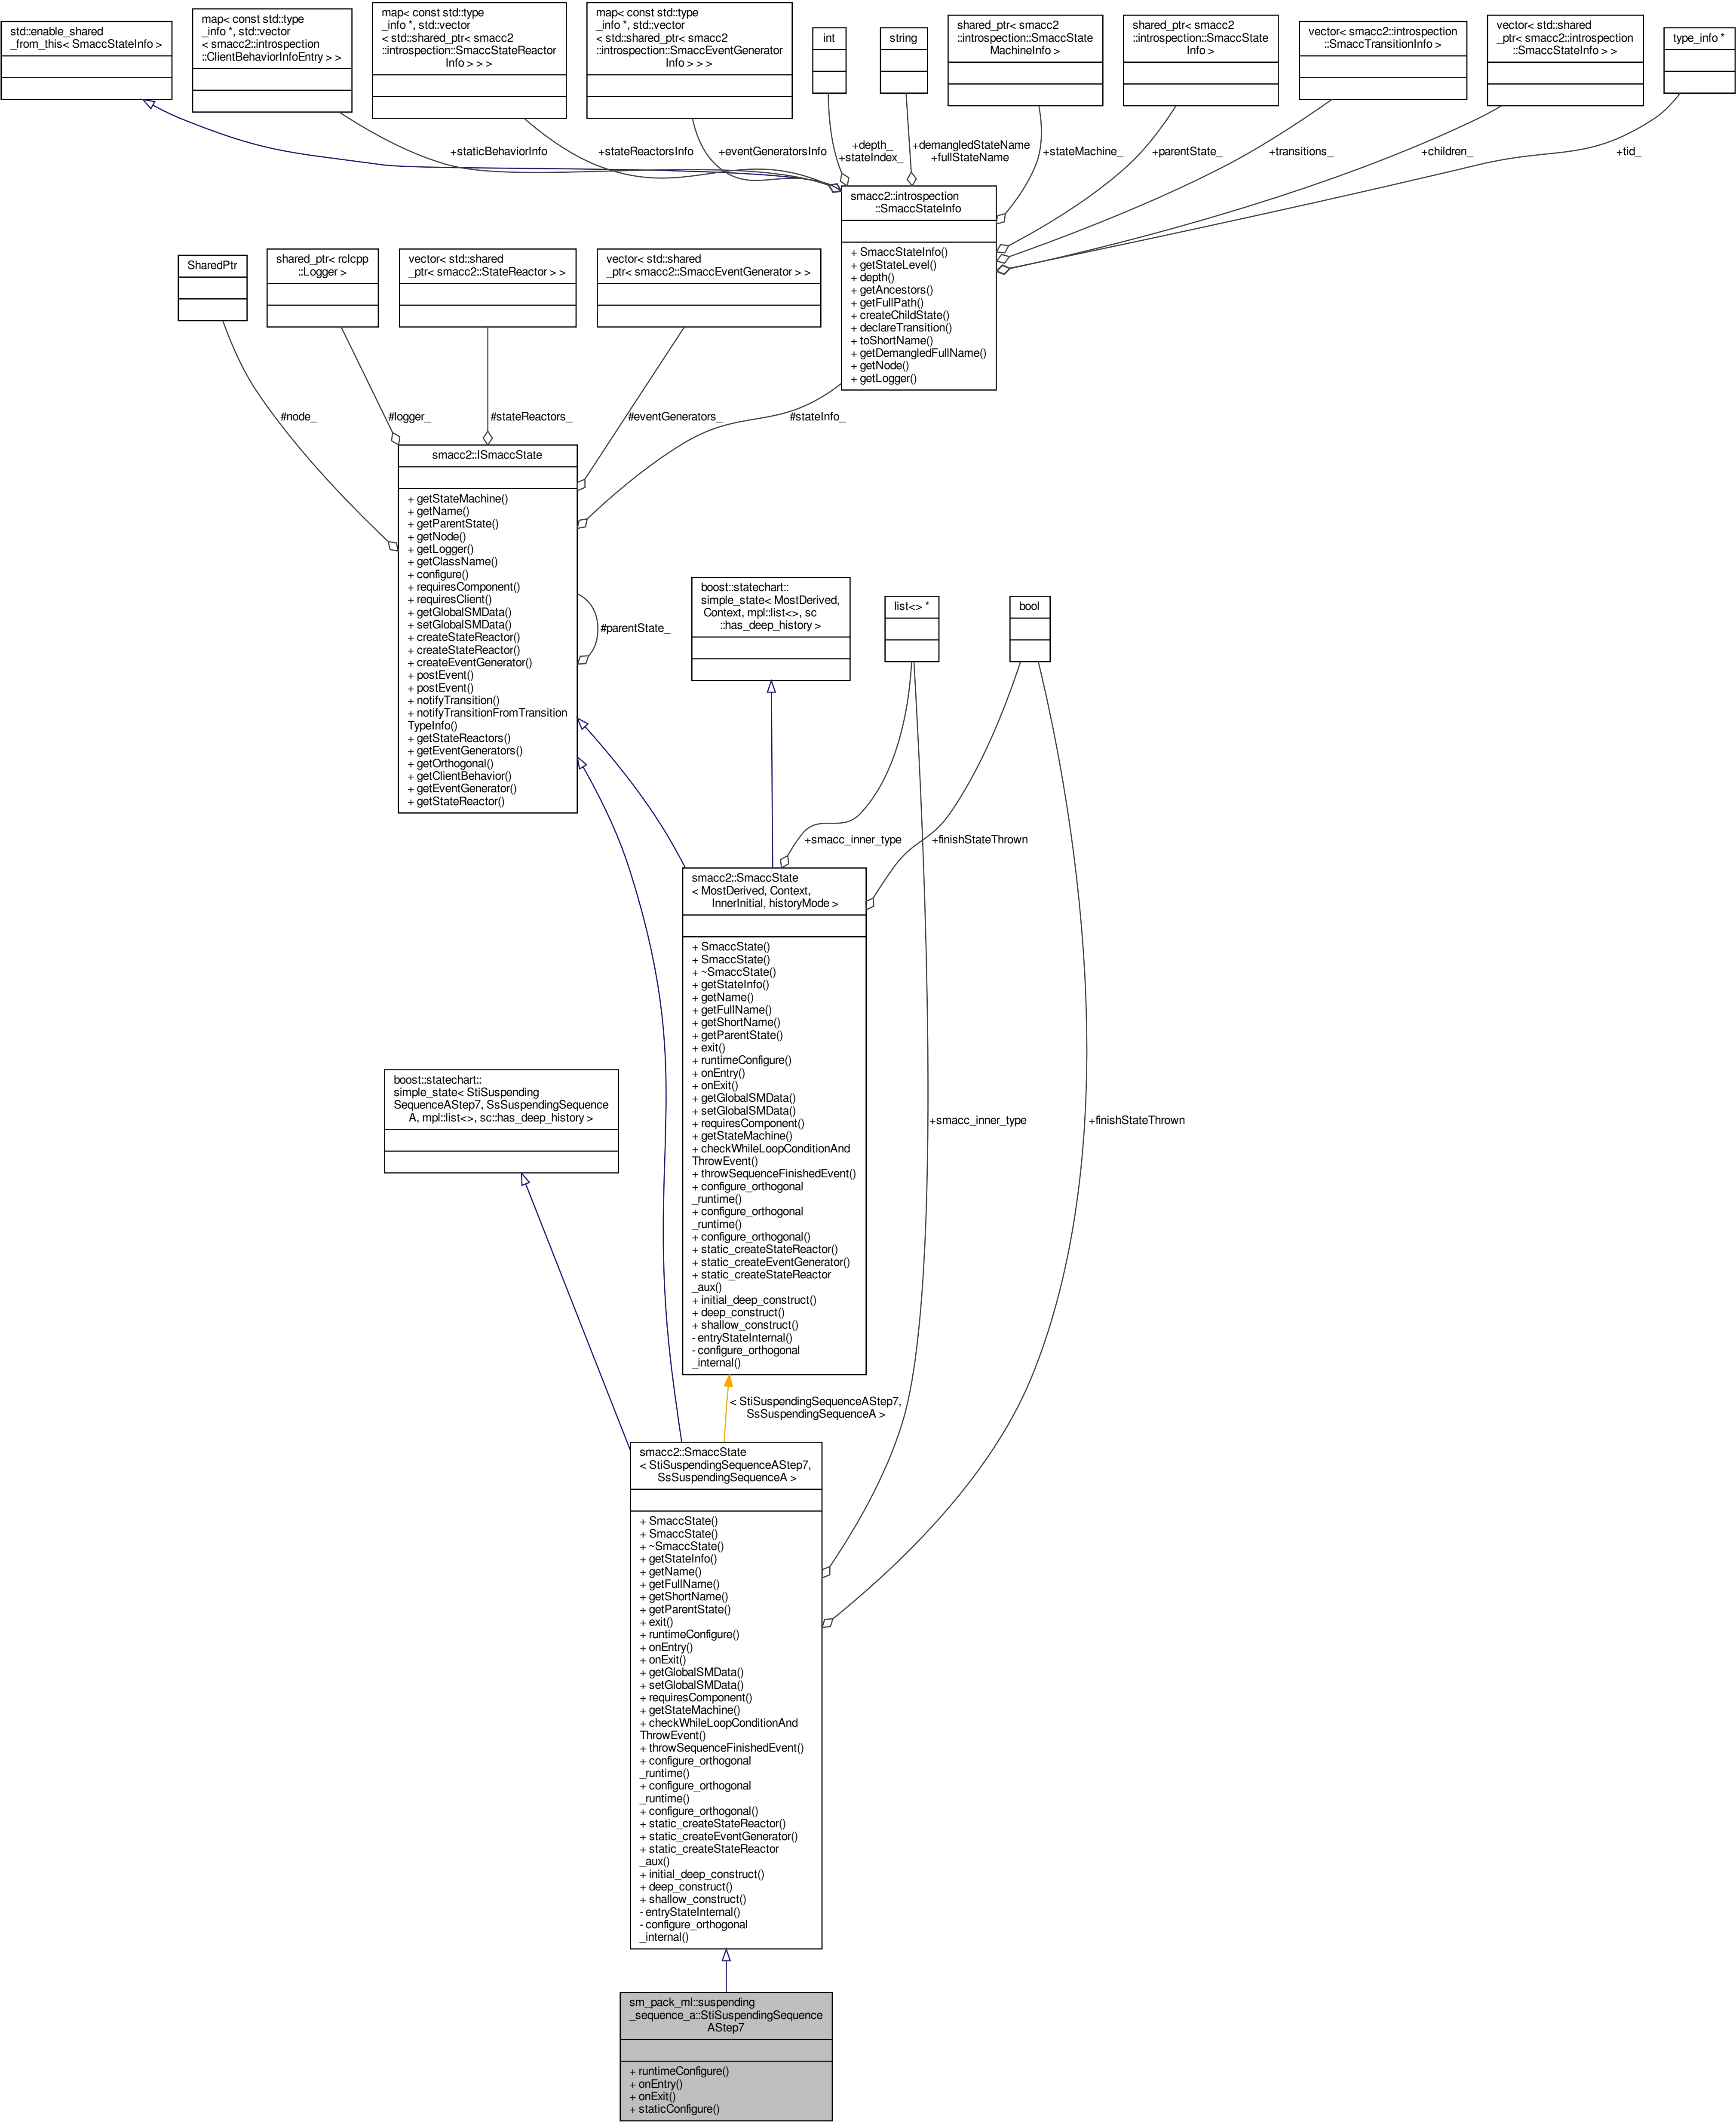 std::enable_shared
_from_this< SmaccStateInfo >
map< const std::type
_info *, std::vector
< smacc2::introspection
::ClientBehaviorInfoEntry > >
map< const std::type
_info *, std::vector
< std::shared_ptr< smacc2
::introspection::SmaccStateReactor
Info > > >
map< const std::type
_info *, std::vector
< std::shared_ptr< smacc2
::introspection::SmaccEventGenerator
Info > > >
int
string
shared_ptr< smacc2
::introspection::SmaccState
MachineInfo >
shared_ptr< smacc2
::introspection::SmaccState
Info >
vector< smacc2::introspection
::SmaccTransitionInfo >
vector< std::shared
_ptr< smacc2::introspection
::SmaccStateInfo > >
type_info *
+staticBehaviorInfo
+stateReactorsInfo
+eventGeneratorsInfo
+depth_
+stateIndex_
+demangledStateName
+fullStateName
+stateMachine_
+parentState_
+transitions_
+children_
+tid_
smacc2::introspection
::SmaccStateInfo
+ SmaccStateInfo()
+ getStateLevel()
+ depth()
+ getAncestors()
+ getFullPath()
+ createChildState()
+ declareTransition()
+ toShortName()
+ getDemangledFullName()
+ getNode()
+ getLogger()
SharedPtr
shared_ptr< rclcpp
::Logger >
vector< std::shared
_ptr< smacc2::StateReactor > >
vector< std::shared
_ptr< smacc2::SmaccEventGenerator > >
#node_
#logger_
#stateReactors_
#eventGenerators_
#stateInfo_
smacc2::ISmaccState
+ getStateMachine()
+ getName()
+ getParentState()
+ getNode()
+ getLogger()
+ getClassName()
+ configure()
+ requiresComponent()
+ requiresClient()
+ getGlobalSMData()
+ setGlobalSMData()
+ createStateReactor()
+ createStateReactor()
+ createEventGenerator()
+ postEvent()
+ postEvent()
+ notifyTransition()
+ notifyTransitionFromTransition
TypeInfo()
+ getStateReactors()
+ getEventGenerators()
+ getOrthogonal()
+ getClientBehavior()
+ getEventGenerator()
+ getStateReactor()
#parentState_
boost::statechart::
simple_state< MostDerived,
Context, mpl::list<>, sc
::has_deep_history >
list<> *
bool
+smacc_inner_type
+finishStateThrown
smacc2::SmaccState
< MostDerived, Context,
InnerInitial, historyMode >
+ SmaccState()
+ SmaccState()
+ ~SmaccState()
+ getStateInfo()
+ getName()
+ getFullName()
+ getShortName()
+ getParentState()
+ exit()
+ runtimeConfigure()
+ onEntry()
+ onExit()
+ getGlobalSMData()
+ setGlobalSMData()
+ requiresComponent()
+ getStateMachine()
+ checkWhileLoopConditionAnd
ThrowEvent()
+ throwSequenceFinishedEvent()
+ configure_orthogonal
_runtime()
+ configure_orthogonal
_runtime()
+ configure_orthogonal()
+ static_createStateReactor()
+ static_createEventGenerator()
+ static_createStateReactor
_aux()
+ initial_deep_construct()
+ deep_construct()
+ shallow_construct()
- entryStateInternal()
- configure_orthogonal
_internal()
boost::statechart::
simple_state< StiSuspending
SequenceAStep7, SsSuspendingSequence
A, mpl::list<>, sc::has_deep_history >
+smacc_inner_type
+finishStateThrown
< StiSuspendingSequenceAStep7,
SsSuspendingSequenceA >
smacc2::SmaccState
< StiSuspendingSequenceAStep7,
SsSuspendingSequenceA >
+ SmaccState()
+ SmaccState()
+ ~SmaccState()
+ getStateInfo()
+ getName()
+ getFullName()
+ getShortName()
+ getParentState()
+ exit()
+ runtimeConfigure()
+ onEntry()
+ onExit()
+ getGlobalSMData()
+ setGlobalSMData()
+ requiresComponent()
+ getStateMachine()
+ checkWhileLoopConditionAnd
ThrowEvent()
+ throwSequenceFinishedEvent()
+ configure_orthogonal
_runtime()
+ configure_orthogonal
_runtime()
+ configure_orthogonal()
+ static_createStateReactor()
+ static_createEventGenerator()
+ static_createStateReactor
_aux()
+ initial_deep_construct()
+ deep_construct()
+ shallow_construct()
- entryStateInternal()
- configure_orthogonal
_internal()
sm_pack_ml::suspending
_sequence_a::StiSuspendingSequence
AStep7
+ runtimeConfigure()
+ onEntry()
+ onExit()
+ staticConfigure()